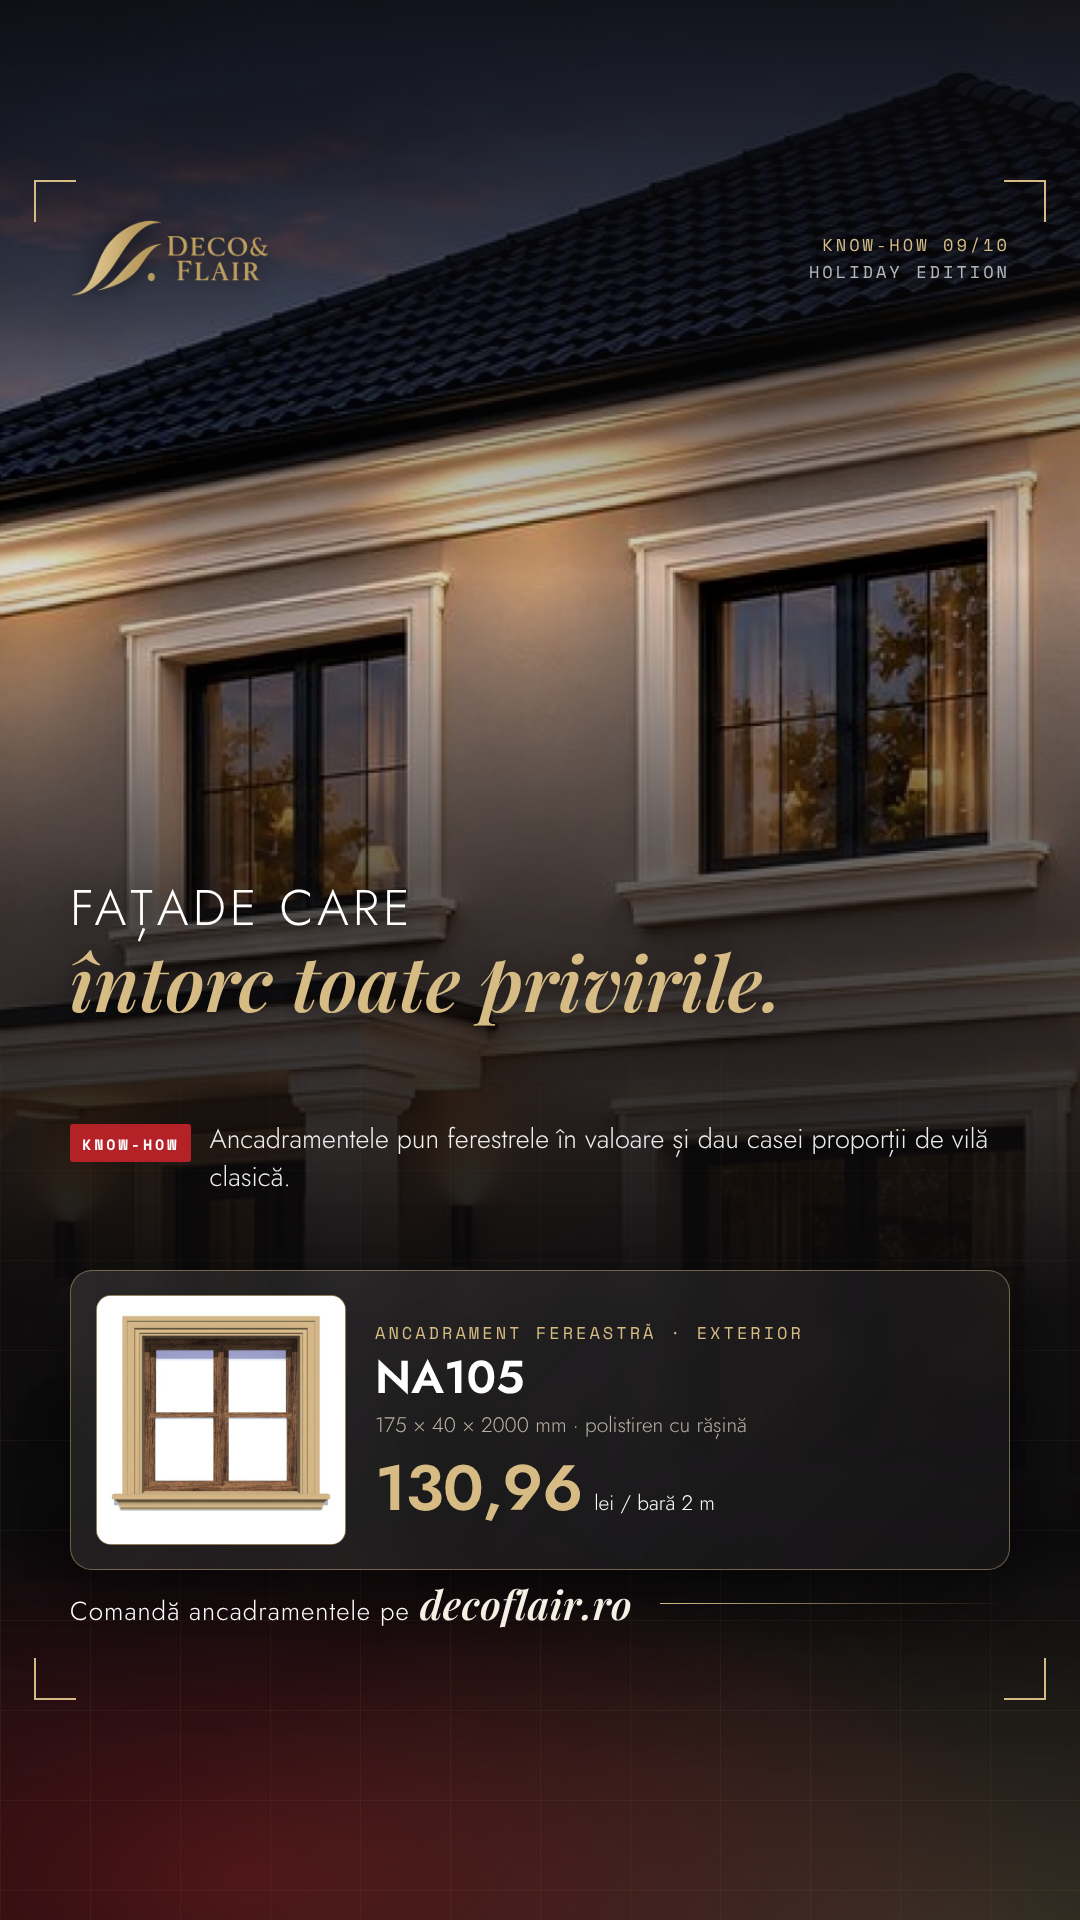 DECO&
FLAIR
KNOW-HOW 09/10
HOLIDAY EDITION
FAȚADE CARE
întorc toate privirile.
KNOW-HOW
Ancadramentele pun ferestrele în valoare și dau casei proporții de vilă
clasică.
ANCADRAMENT FEREASTRĂ · EXTERIOR
NA105
175 × 40 × 2000 mm · polistiren cu rășină
130,96 lei / bară 2 m
Comandă ancadramentele pe decoflair.ro